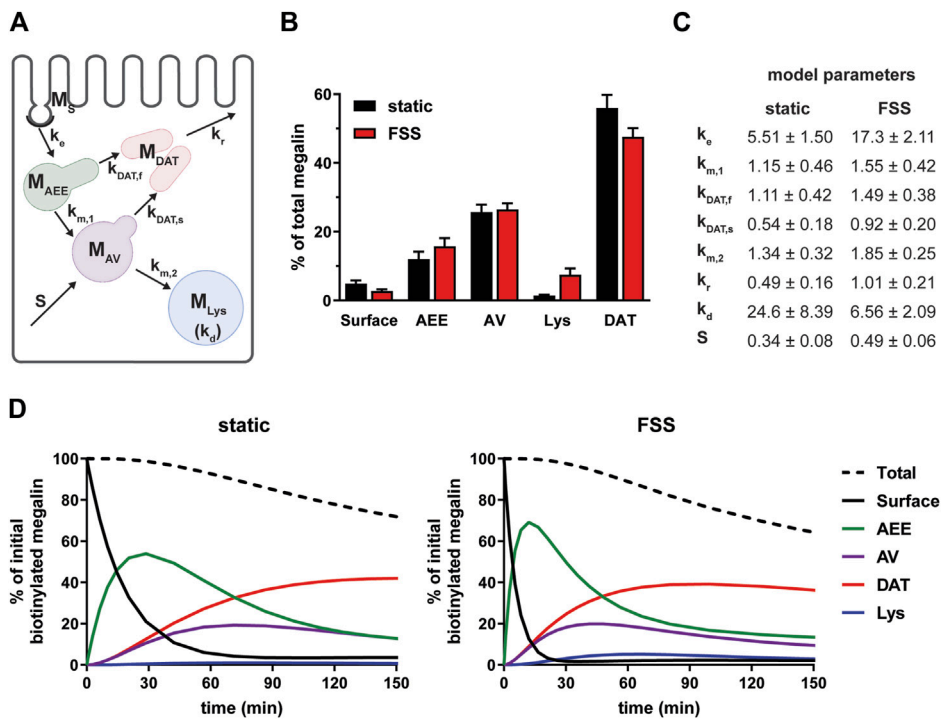 A
M_S
k_e
M_AEE
k_DAT,f
M_DAT
k_r
k_m,1
k_DAT,s
M_AV
k_m,2
S
M_Lys
(k_d)
B
% of total megalin
60
40
20
0
static
FSS
Surface AEE AV Lys DAT
C
model parameters
static FSS
k_e 5.51 ± 1.50 17.3 ± 2.11
k_m,1 1.15 ± 0.46 1.55 ± 0.42
k_DAT,f 1.11 ± 0.42 1.49 ± 0.38
k_DAT,s 0.54 ± 0.18 0.92 ± 0.20
k_m,2 1.34 ± 0.32 1.85 ± 0.25
k_r 0.49 ± 0.16 1.01 ± 0.21
k_d 24.6 ± 8.39 6.56 ± 2.09
S 0.34 ± 0.08 0.49 ± 0.06
D
static
% of initial
biotinylated megalin
100
80
60
40
20
0
0 30 60 90 120 150
time (min)
FSS
% of initial
biotinylated megalin
100
80
60
40
20
0
0 30 60 90 120 150
time (min)
Total
Surface
AEE
AV
DAT
Lys